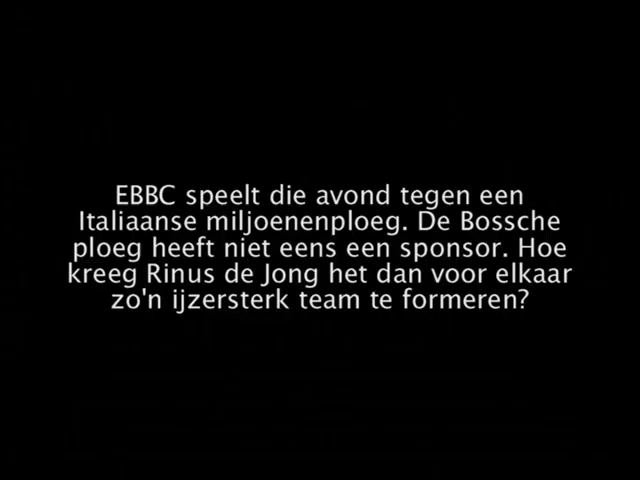 EBBC speelt die avond tegen een
Italiaanse miljoenenploeg. De Bossche
ploeg heeft niet eens een sponsor. Hoe
kreeg Rinus de Jong het dan voor elkaar
zo'n ijzersterk team te formeren?